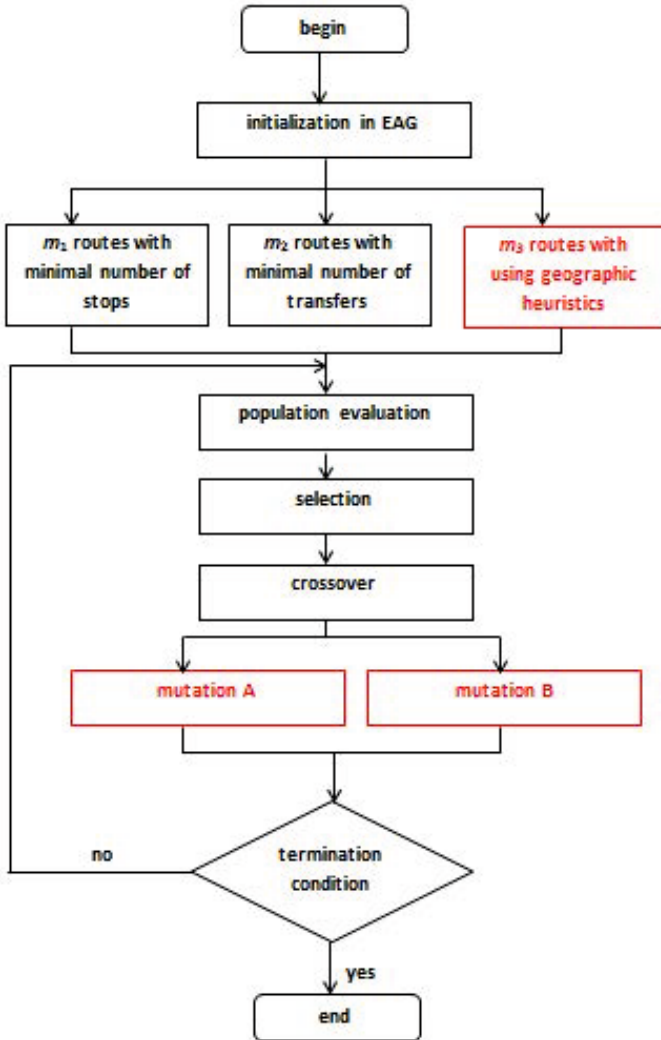 begin
initialization in EAG
m₁ routes with
minimal number of
stops
m₂ routes with
minimal number of
transfers
m₃ routes with
using geographic
heuristics
population evaluation
selection
crossover
mutation A
mutation B
termination
condition
no
yes
end